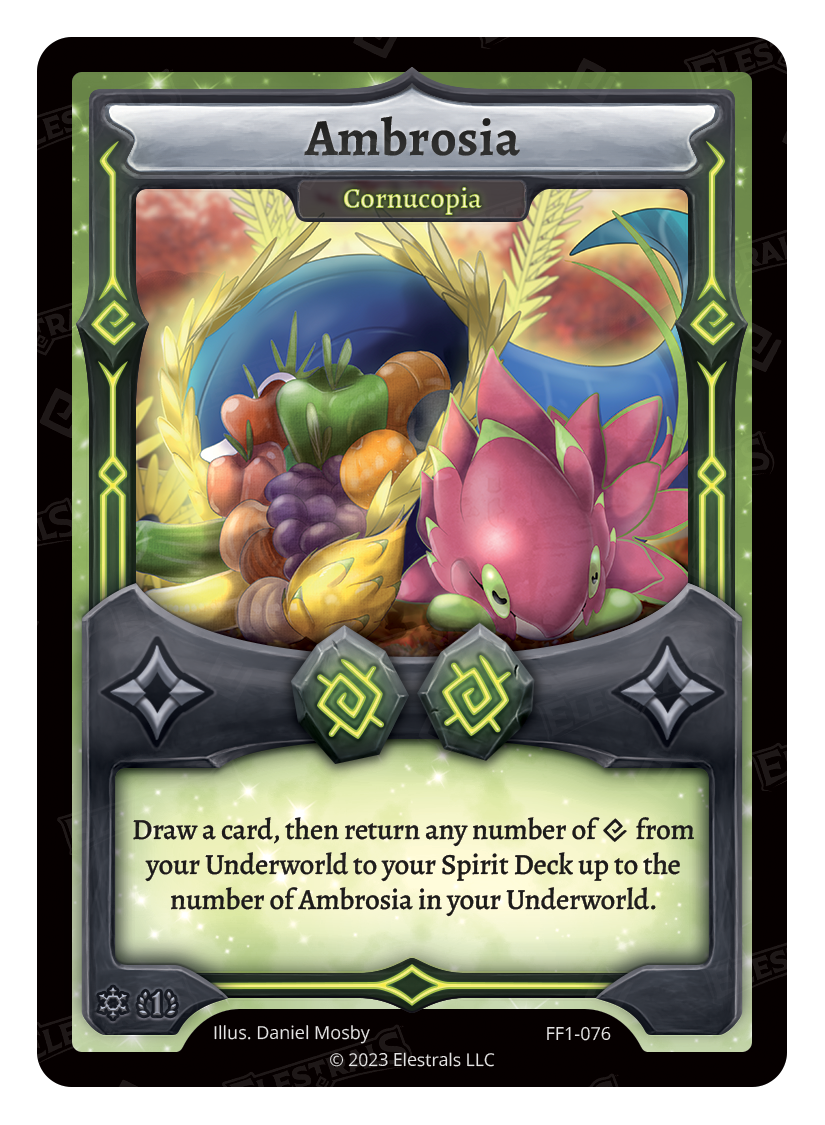 Ambrosia
Cornucopia
Draw a card, then return any number of from
your Underworld to your Spirit Deck up to the
number of Ambrosia in your Underworld.
1
Illus. Daniel Mosby
FF1-076
© 2023 Elestrals LLC